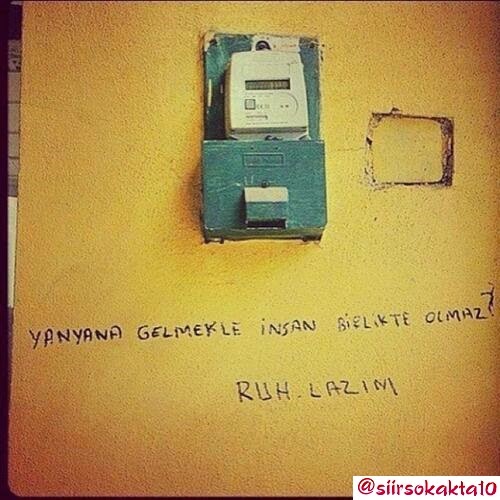 YANYANA GELMEKLE İNSAN BİRLİKTE OLMAZ
RUH. LAZIM
@siirsokakta10